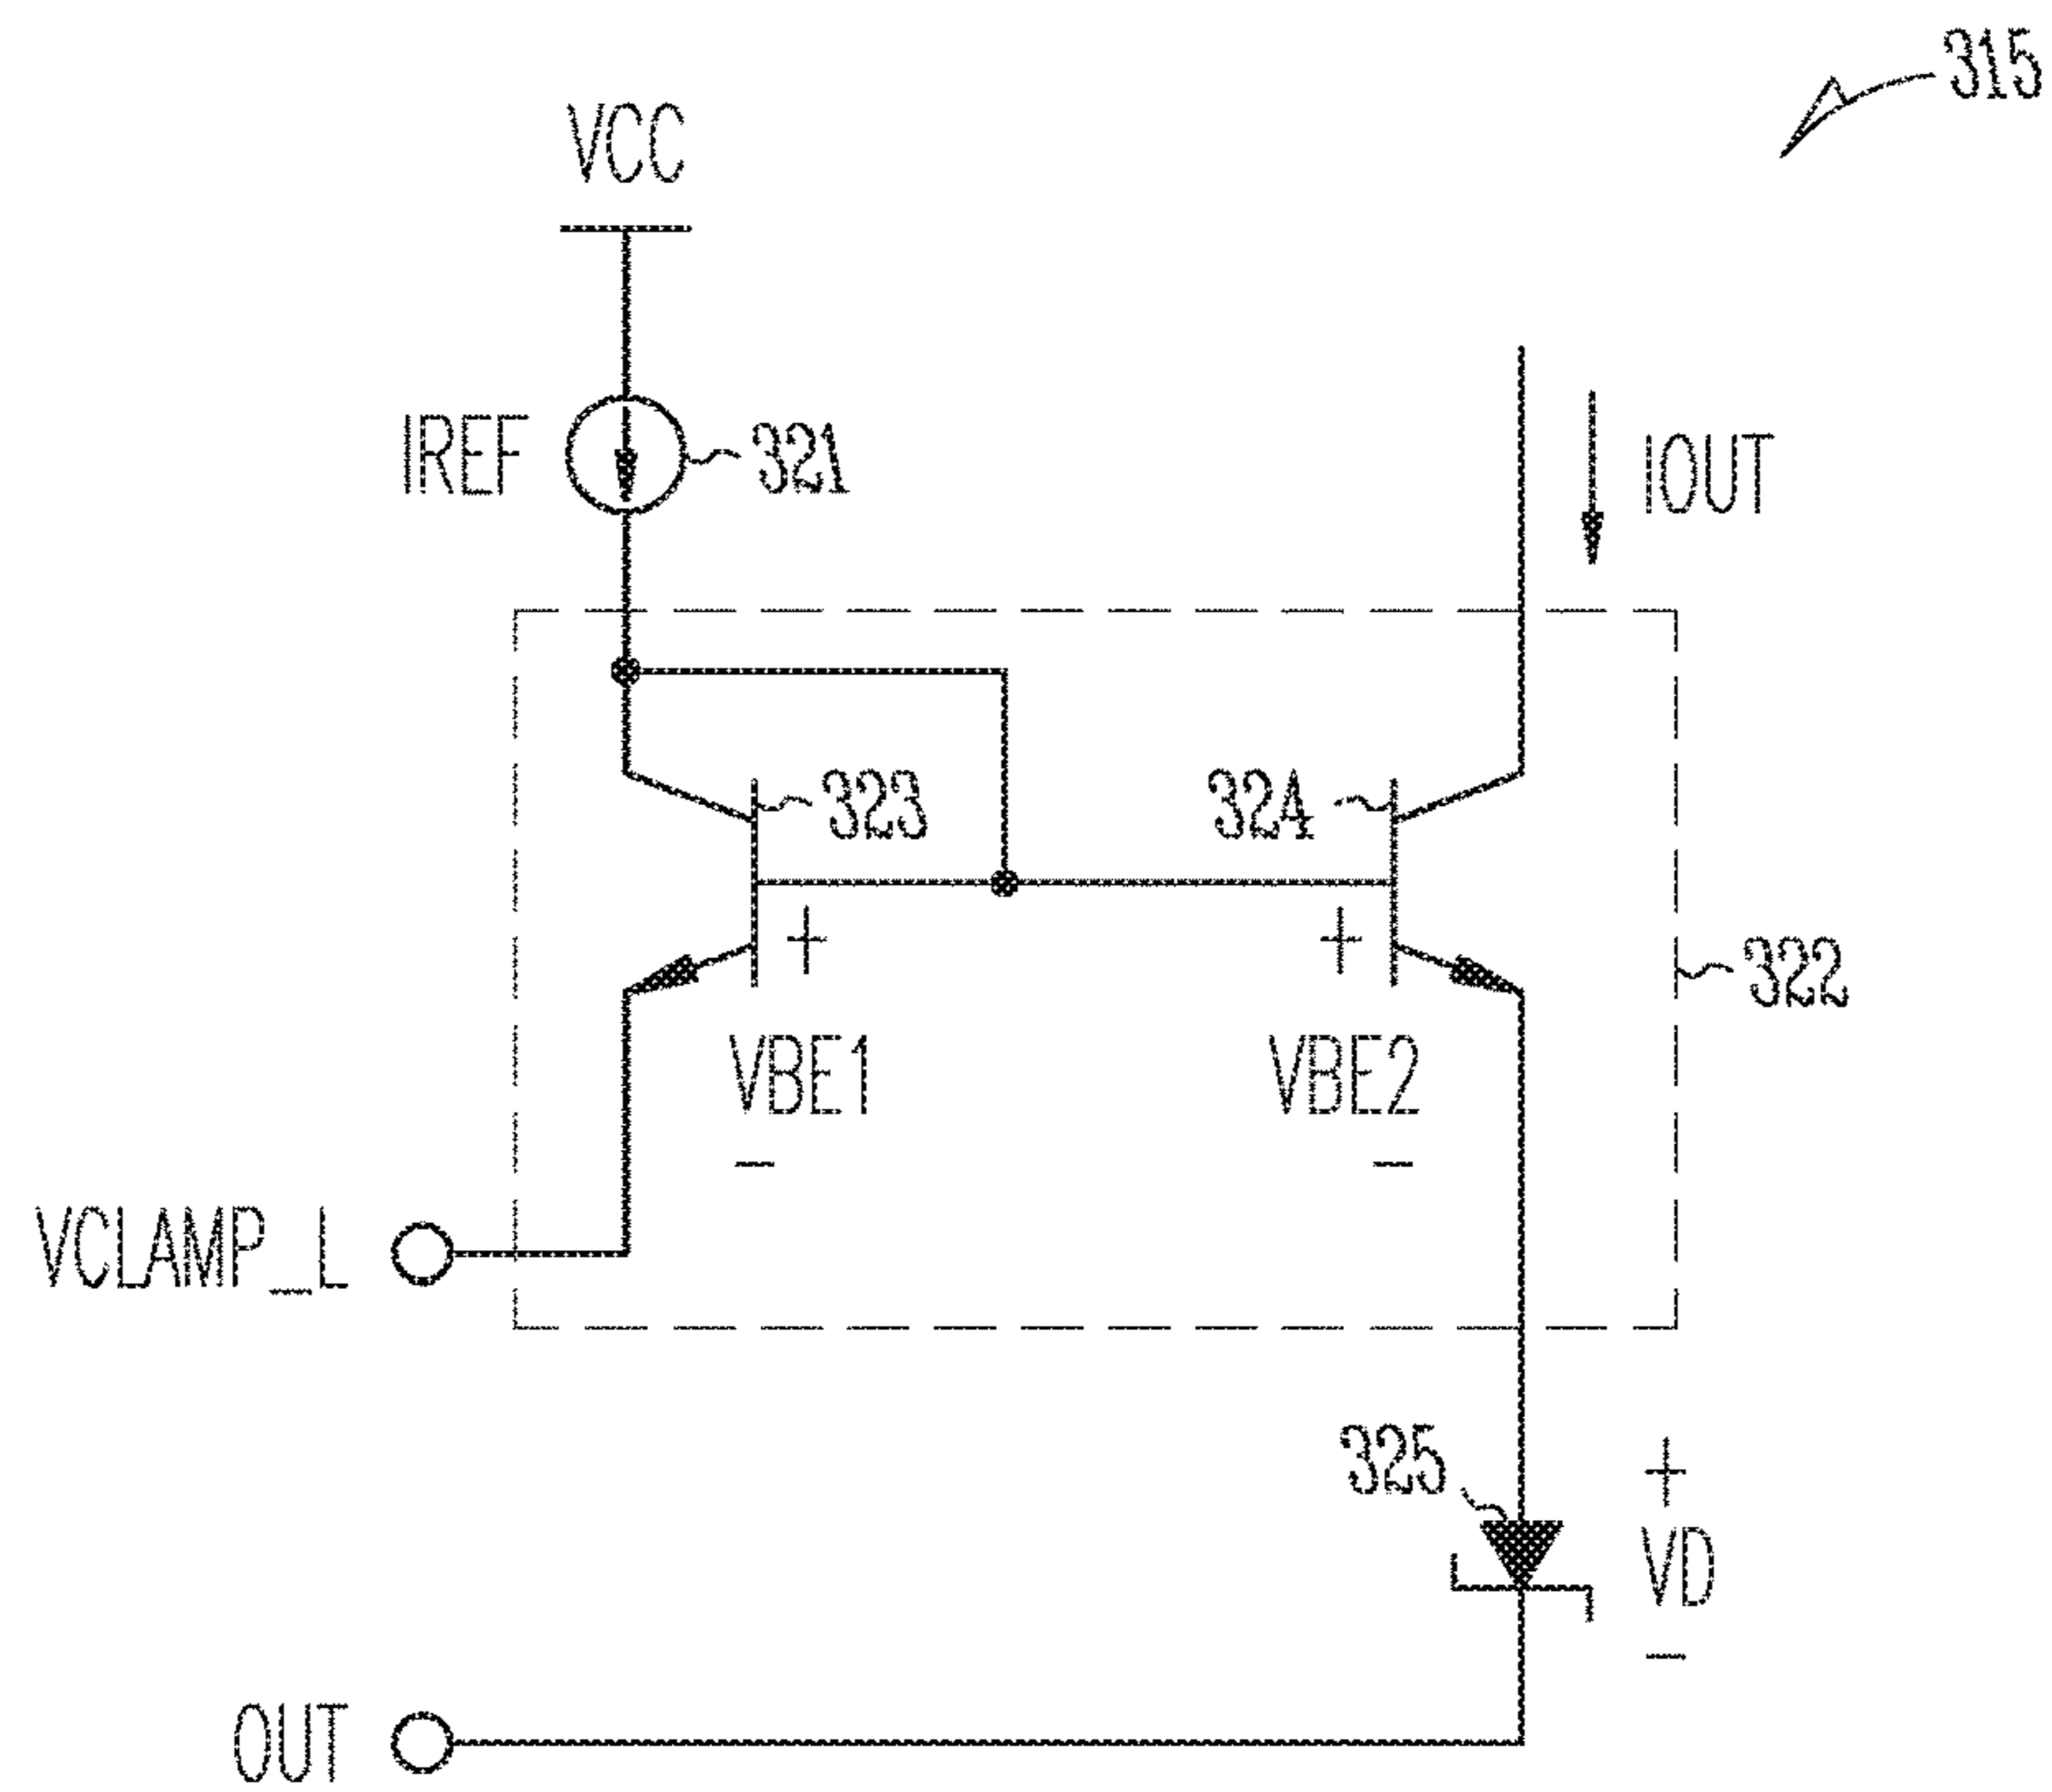 315
VCC
IREF
321
IOUT
323
324
+
+
322
VBE1
VBE2
-
-
VCLAMP_L
325
+
VD
-
OUT